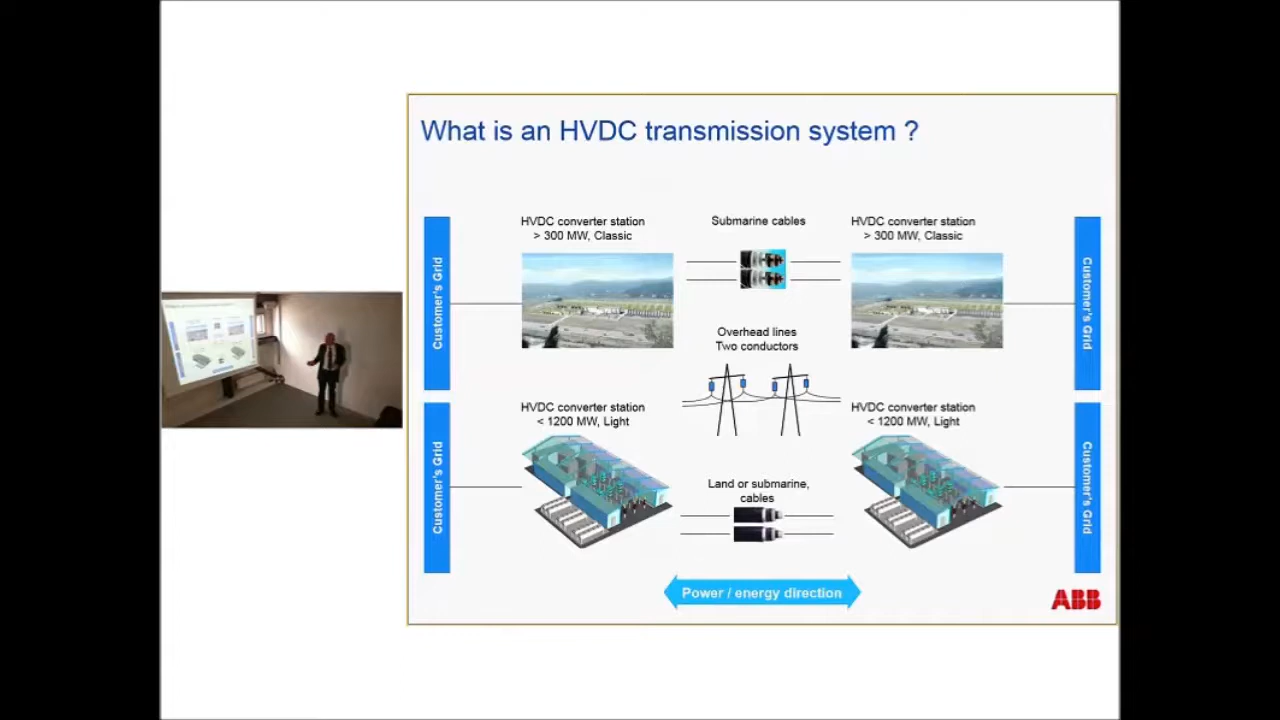 What is an HVDC transmission system ?
HVDC converter station
> 300 MW, Classic
Submarine cables
HVDC converter station
> 300 MW, Classic
Customer's Grid
Customer's Grid
Overhead lines
Two conductors
HVDC converter station
< 1200 MW, Light
HVDC converter station
< 1200 MW, Light
Customer's Grid
Customer's Grid
Land or submarine,
cables
Power / energy direction
ABB